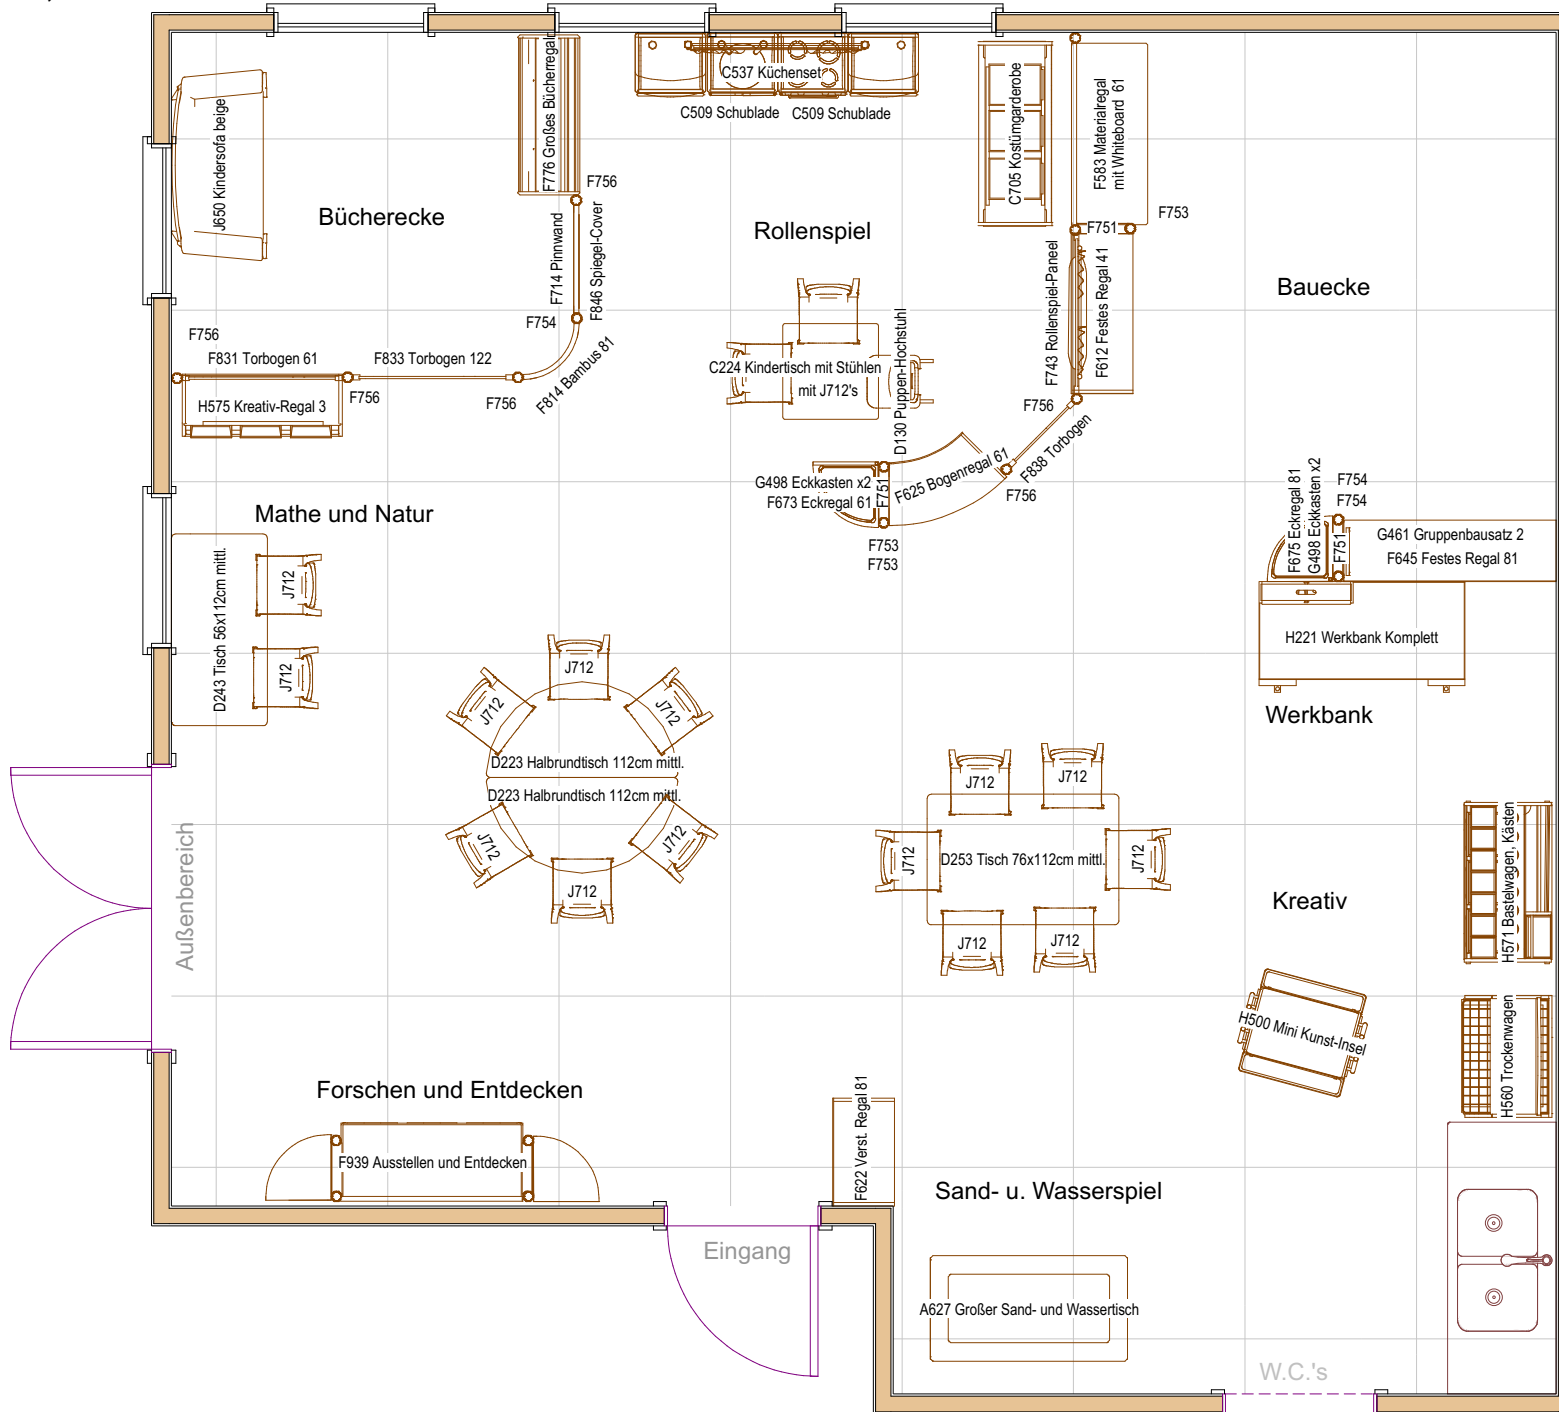 J650 Kindersofa beige
Bücherecke
F776 Großes Bücherregal
F756
F714 Pinnwand
F846 Spiegel-Cover
F754
F814 Bambus 81
F756
F831 Torbogen 61
F833 Torbogen 122
F756
F756
H575 Kreativ-Regal 3
C537 Küchenset
C509 Schublade
C509 Schublade
Rollenspiel
C705 Kostümgarderobe
F583 Materialregal
mit Whiteboard 61
F753
F751
F743 Rollenspiel-Paneel
F612 Festes Regal 41
Bauecke
C224 Kindertisch mit Stühlen
mit J712's
D130 Puppen-Hochstuhl
F756
F838 Torbogen
F625 Bogenregal 61
F756
G498 Eckkasten x2
F673 Eckregal 61
F751
F753
F753
F675 Eckregal 81
G498 Eckkasten x2
F754
F754
F751
G461 Gruppenbausatz 2
F645 Festes Regal 81
H221 Werkbank Komplett
Werkbank
Mathe und Natur
D243 Tisch 56x112cm mittl.
J712
J712
J712
J712
J712
D223 Halbrundtisch 112cm mittl.
D223 Halbrundtisch 112cm mittl.
J712
J712
J712
J712
J712
J712
D253 Tisch 76x112cm mittl.
J712
J712
J712
Kreativ
H571 Bastelwagen, Kästen
H500 Mini Kunst-Insel
H560 Trockenwagen
Außenbereich
Forschen und Entdecken
F939 Ausstellen und Entdecken
F622 Verst. Regal 81
Sand- u. Wasserspiel
Eingang
A627 Großer Sand- und Wassertisch
W.C.'s